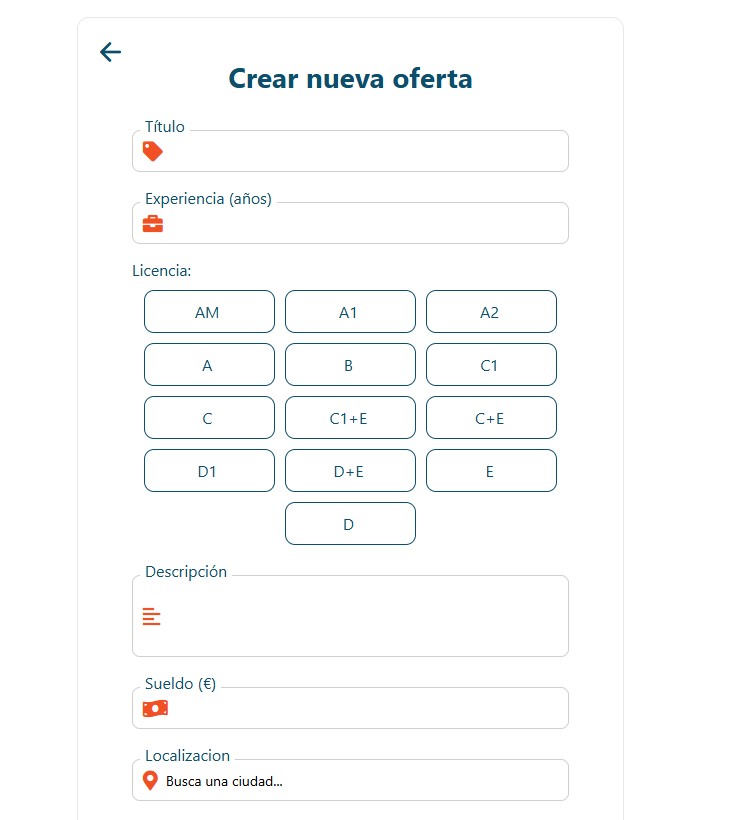 Crear nueva oferta
Título
Experiencia (años)
Licencia:
AM A1 A2
A B C1
C C1+E C+E
D1 D+E E
D
Descripción
Sueldo (€)
Localizacion
Busca una ciudad...